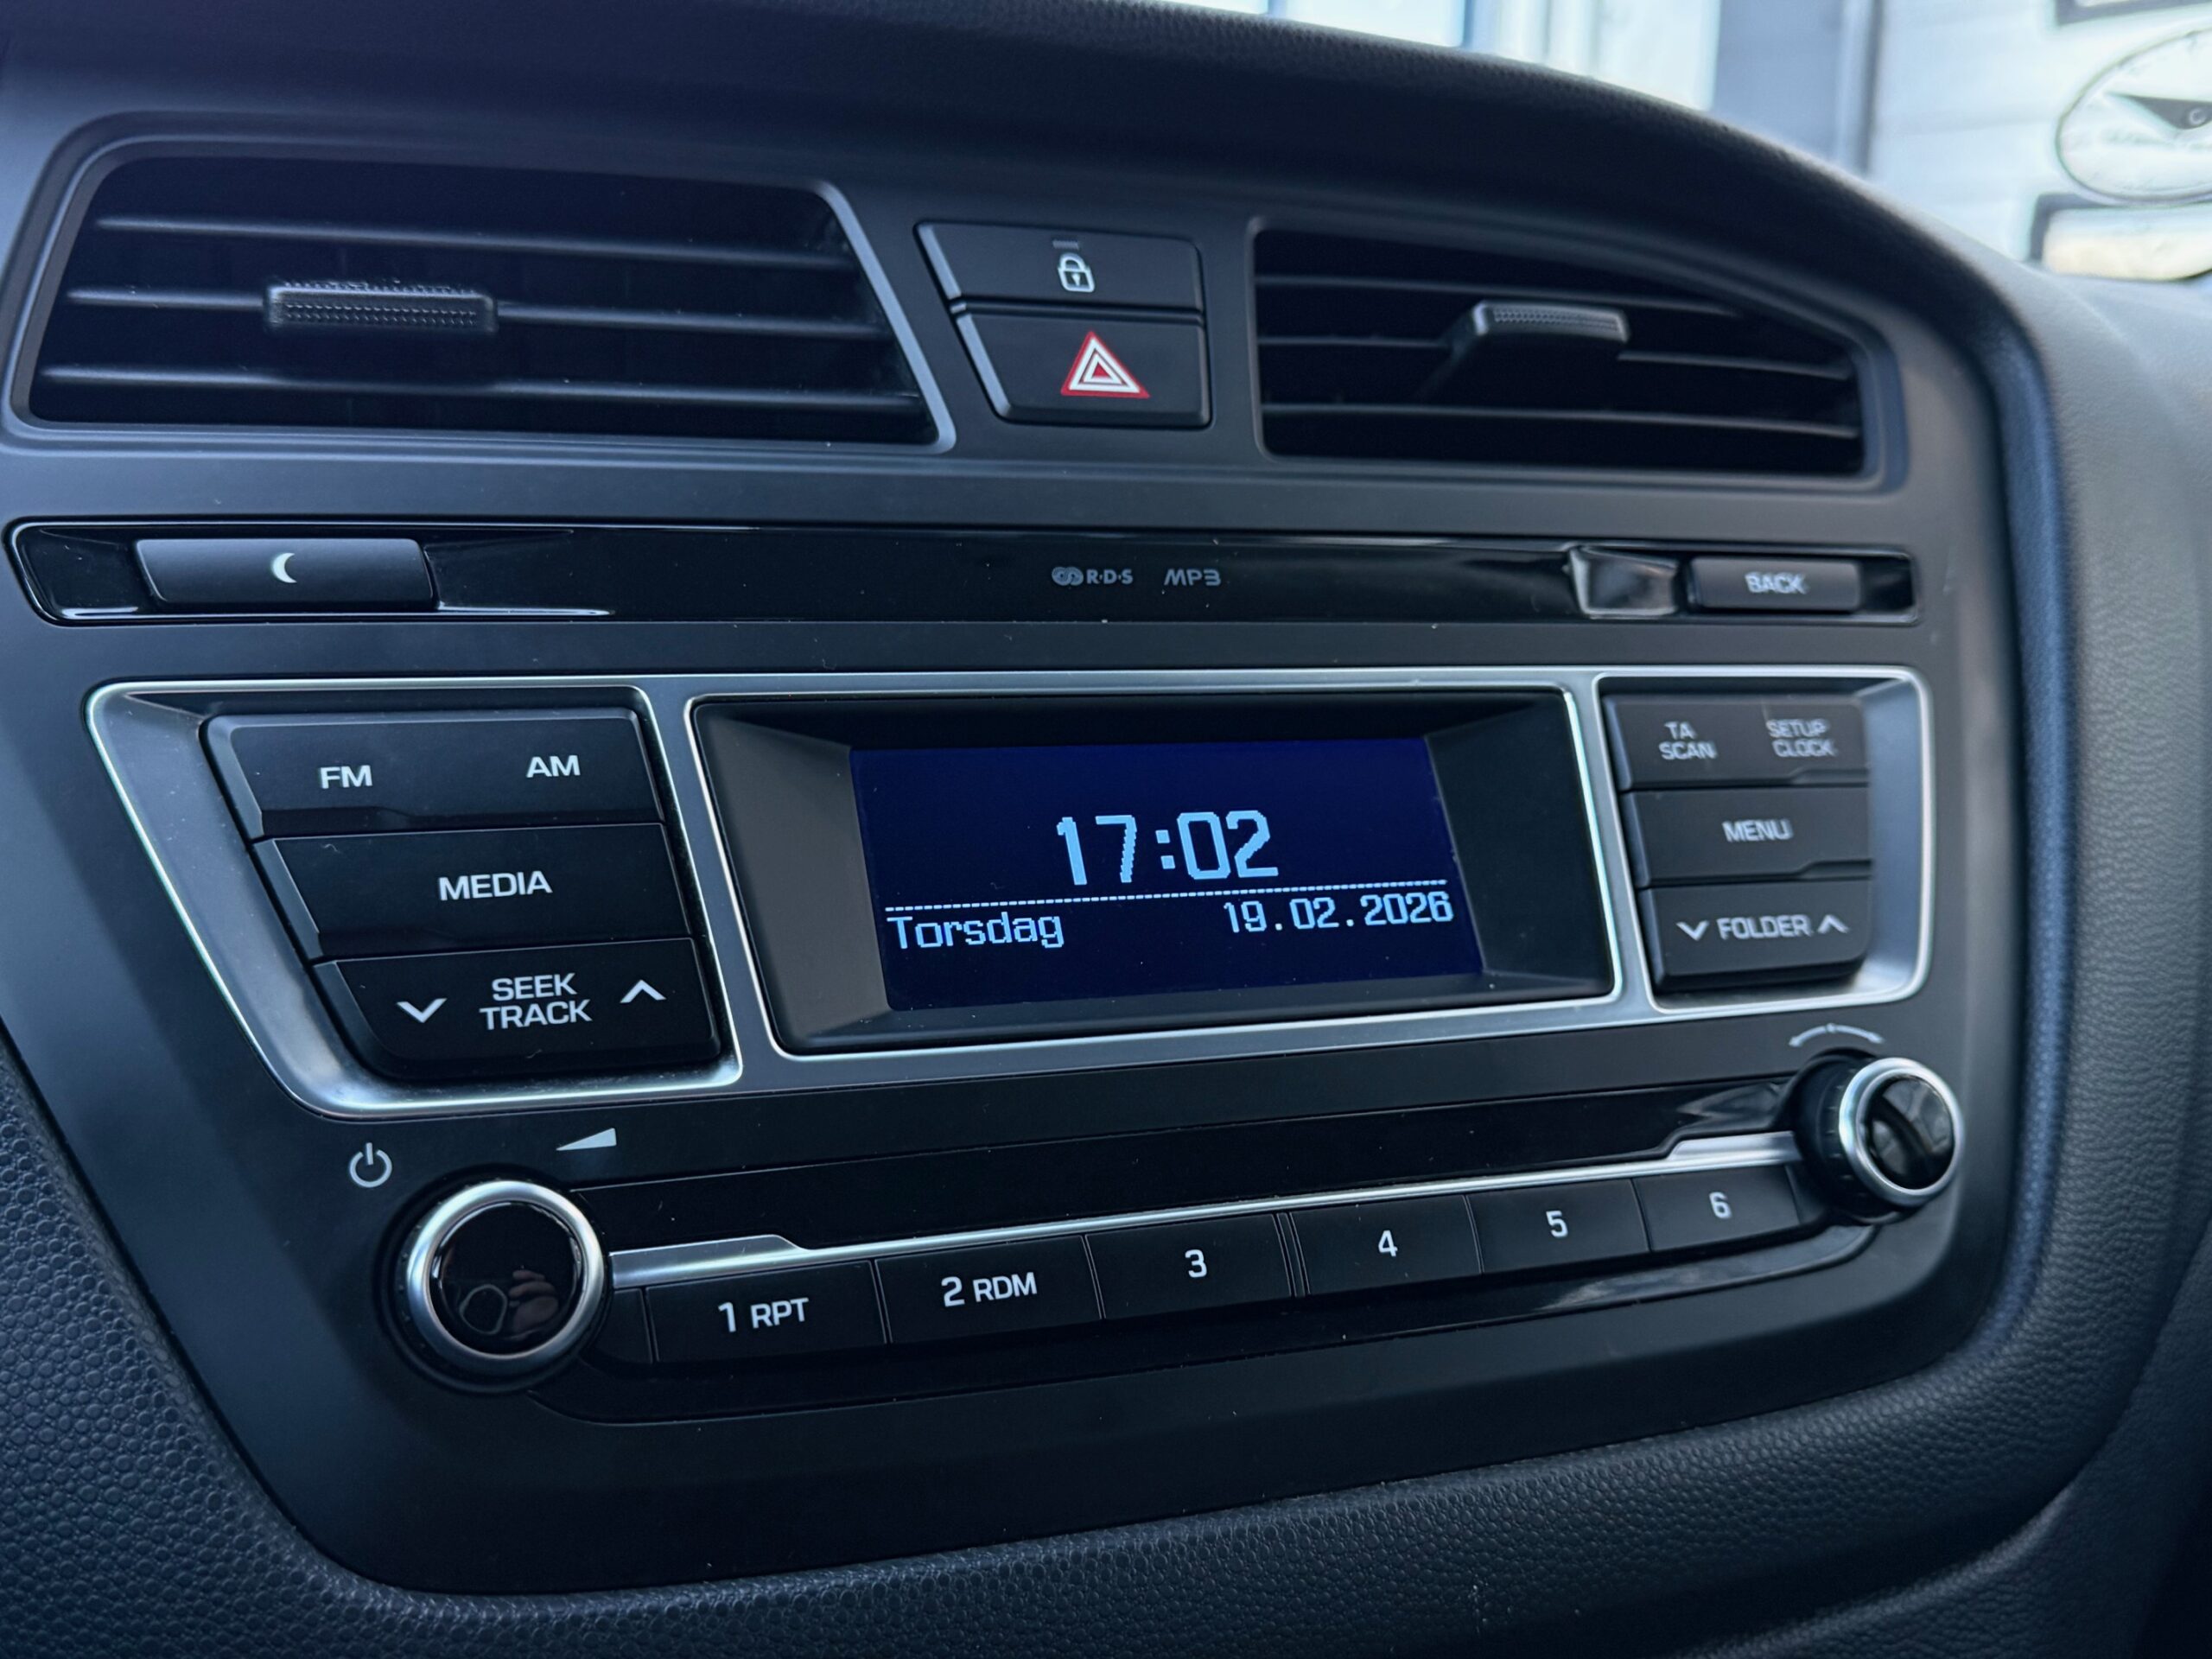 R·D·S MP3
BACK
FM AM
MEDIA
SEEK
TRACK
17:02
Torsdag 19.02.2026
TA
SCAN
SETUP
CLOCK
MENU
FOLDER
1 RPT 2 RDM 3 4 5 6